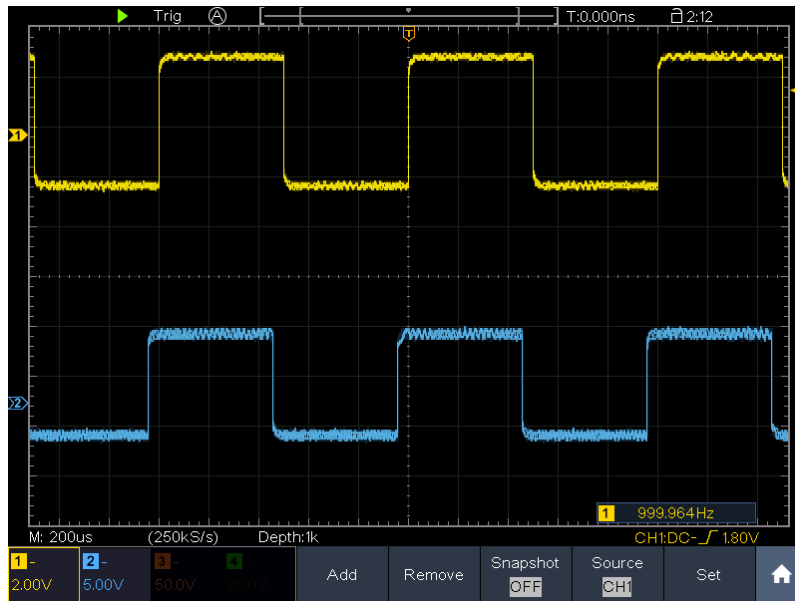 Trig A T:0.000ns 2:12
T
1
2
1 999.964Hz
M: 200us (250kS/s) Depth:1k CH1:DC- 1.80V
1 - 2 - 3 - 4 -
2.00V 5.00V 50.0V 20.0V
Add Remove Snapshot OFF Source CH1 Set